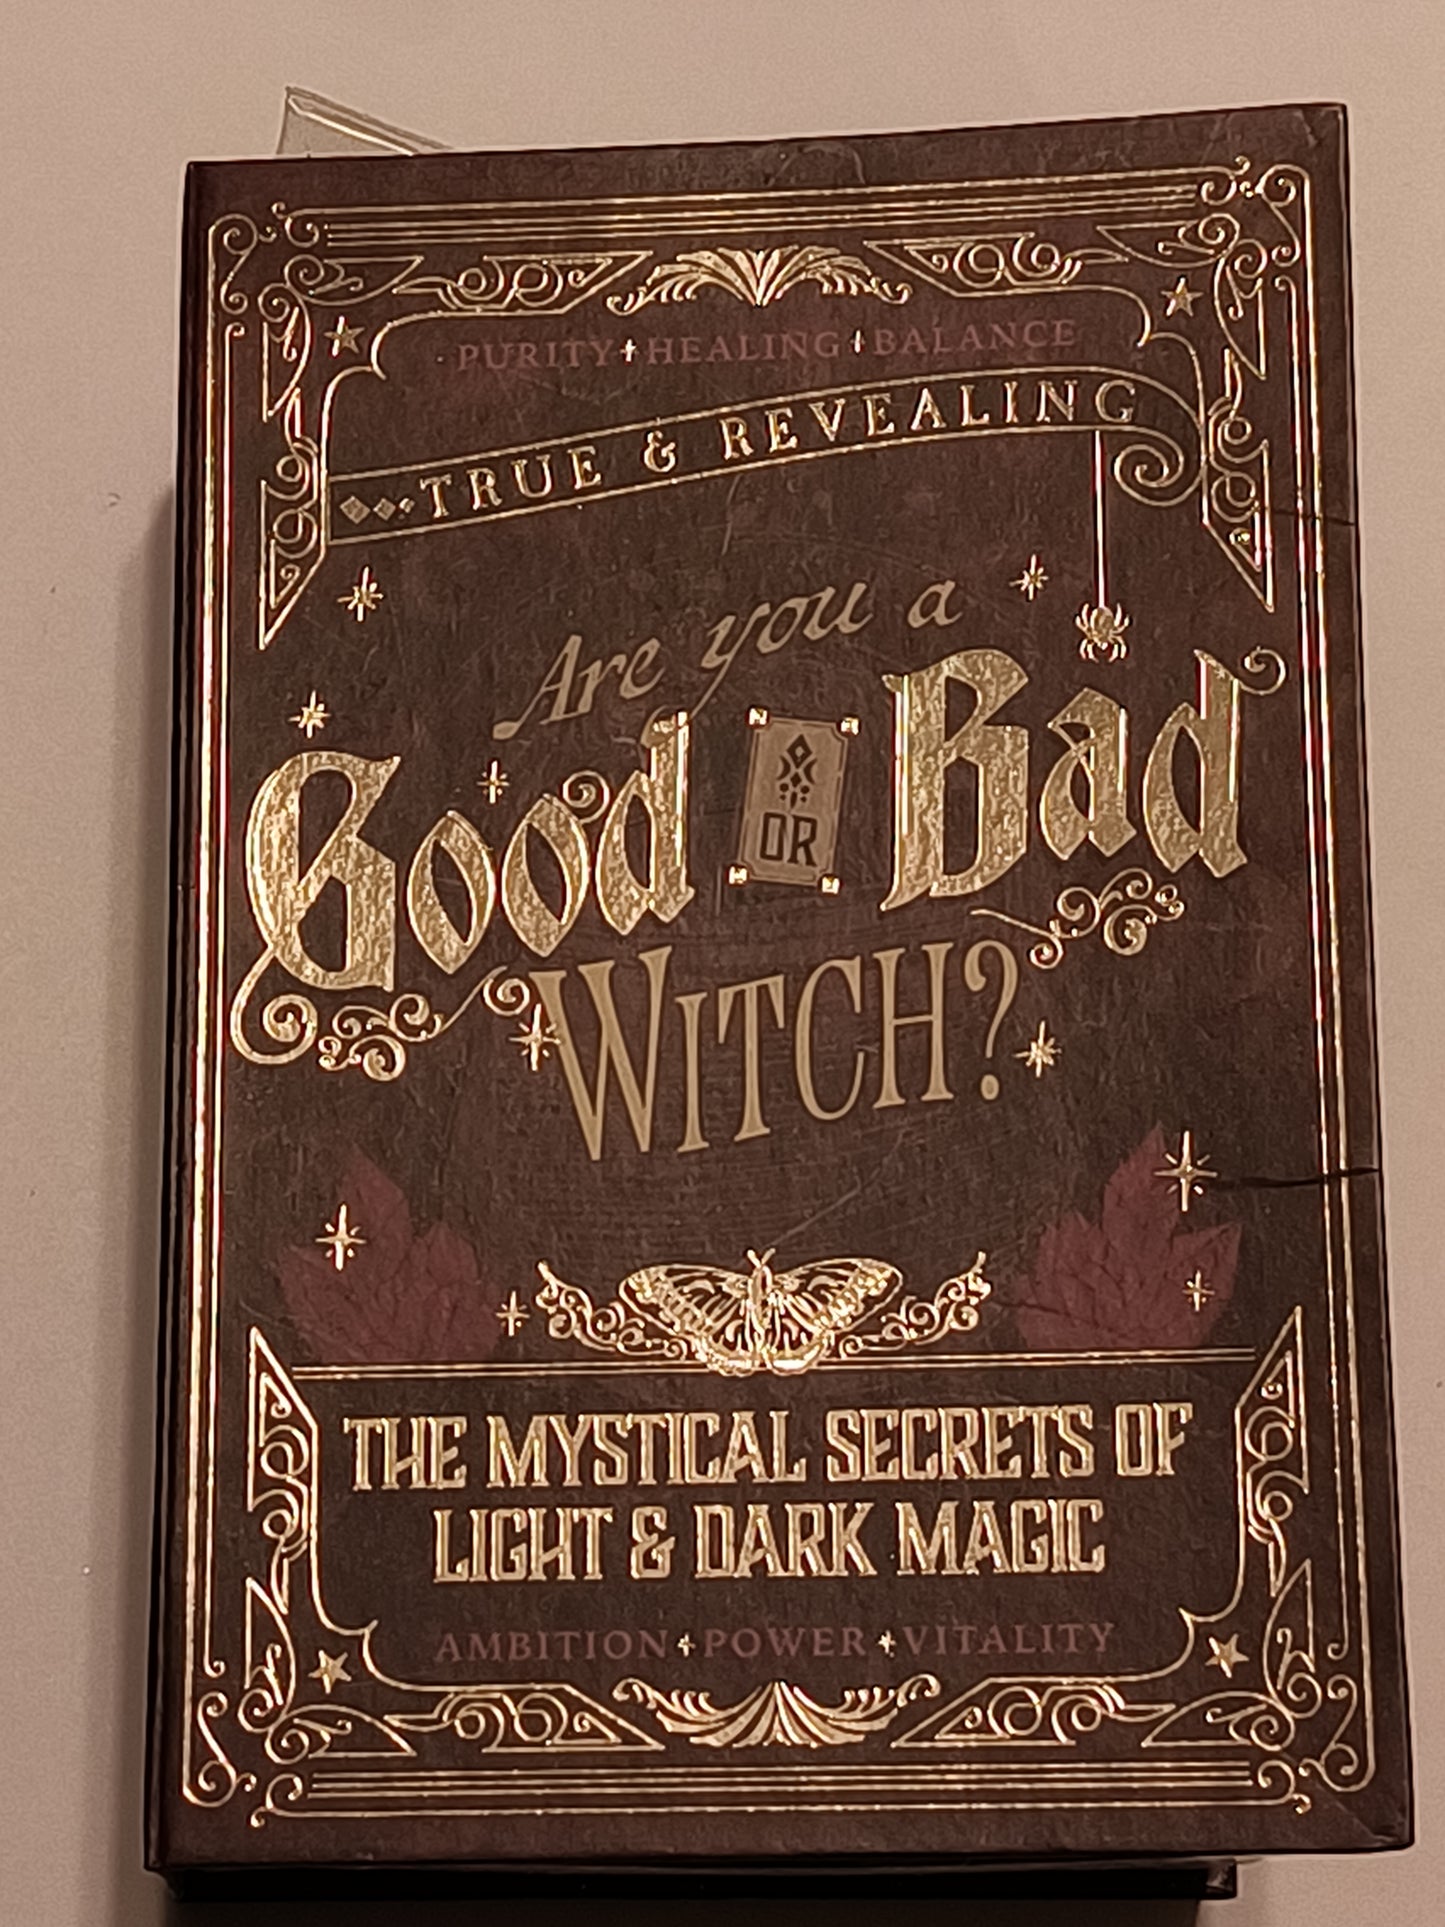 PURITY HEALING BALANCE
TRUE & REVEALING
Are you a
Good OR Bad
WITCH?
THE MYSTICAL SECRETS OF
LIGHT & DARK MAGIC
AMBITION POWER VITALITY